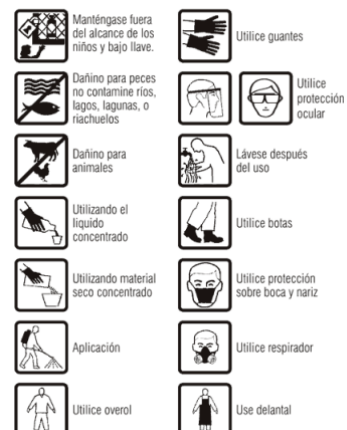 Manténgase fuera
del alcance de los
niños y bajo llave.
Utilice guantes
Dañino para peces
no contamine ríos,
lagos, lagunas, o
riachuelos
Utilice
protección
ocular
Dañino para
animales
Lávese después
del uso
Utilizando el
líquido
concentrado
Utilice botas
Utilizando material
seco concentrado
Utilice protección
sobre boca y nariz
Aplicación
Utilice respirador
Utilice overol
Use delantal